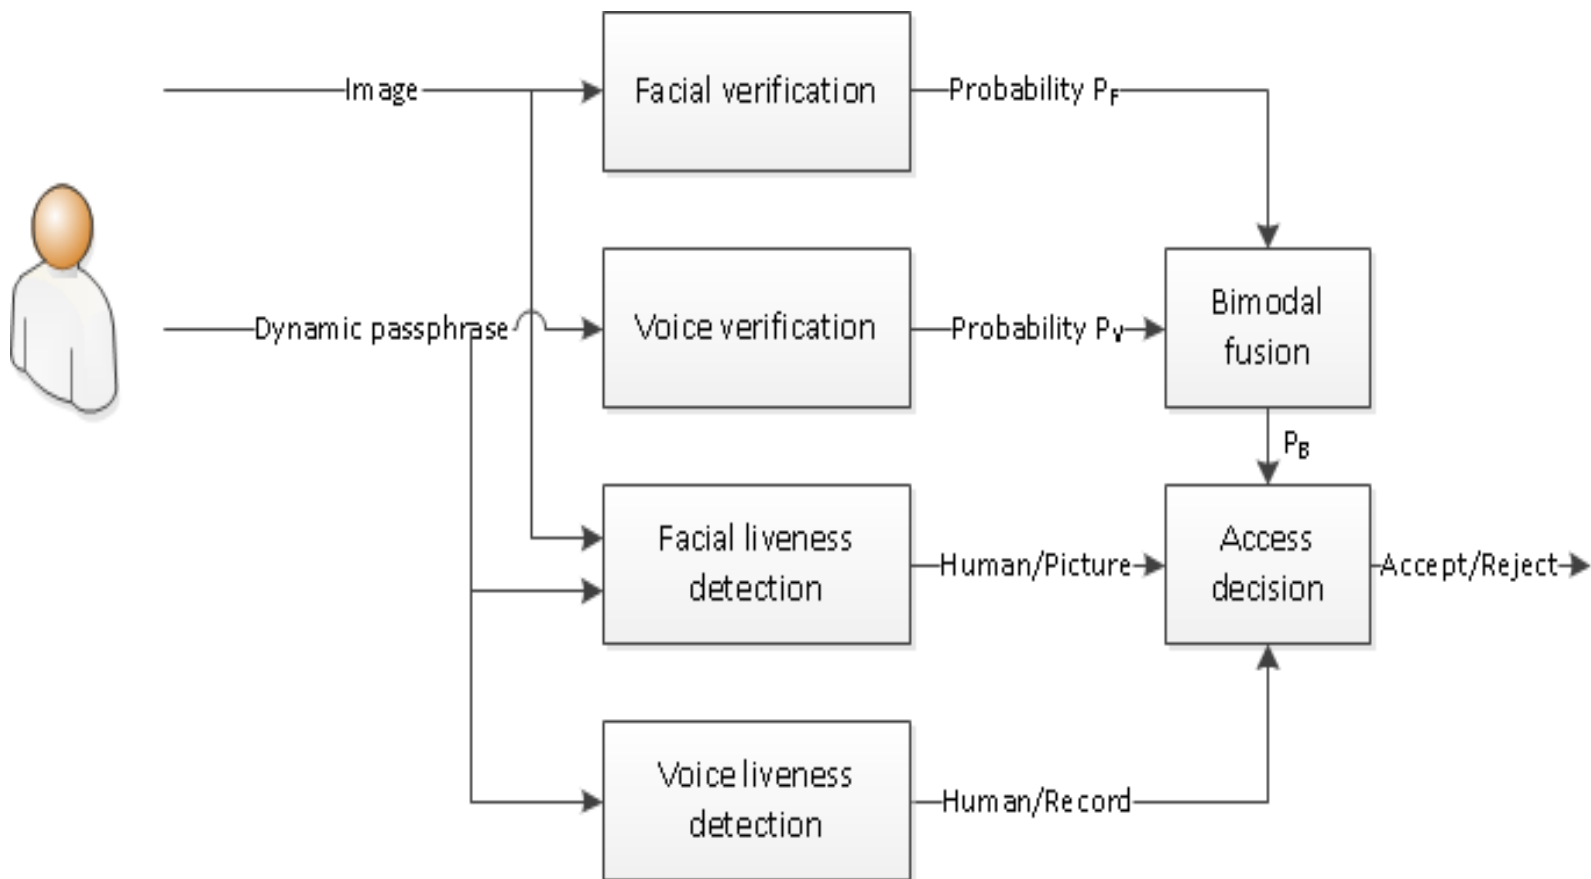 Image
Facial verification
Probability PF
Dynamic passphrase
Voice verification
Probability PV
Bimodal
fusion
PB
Facial liveness
detection
Human/Picture
Access
decision
Accept/Reject
Voice liveness
detection
Human/Record